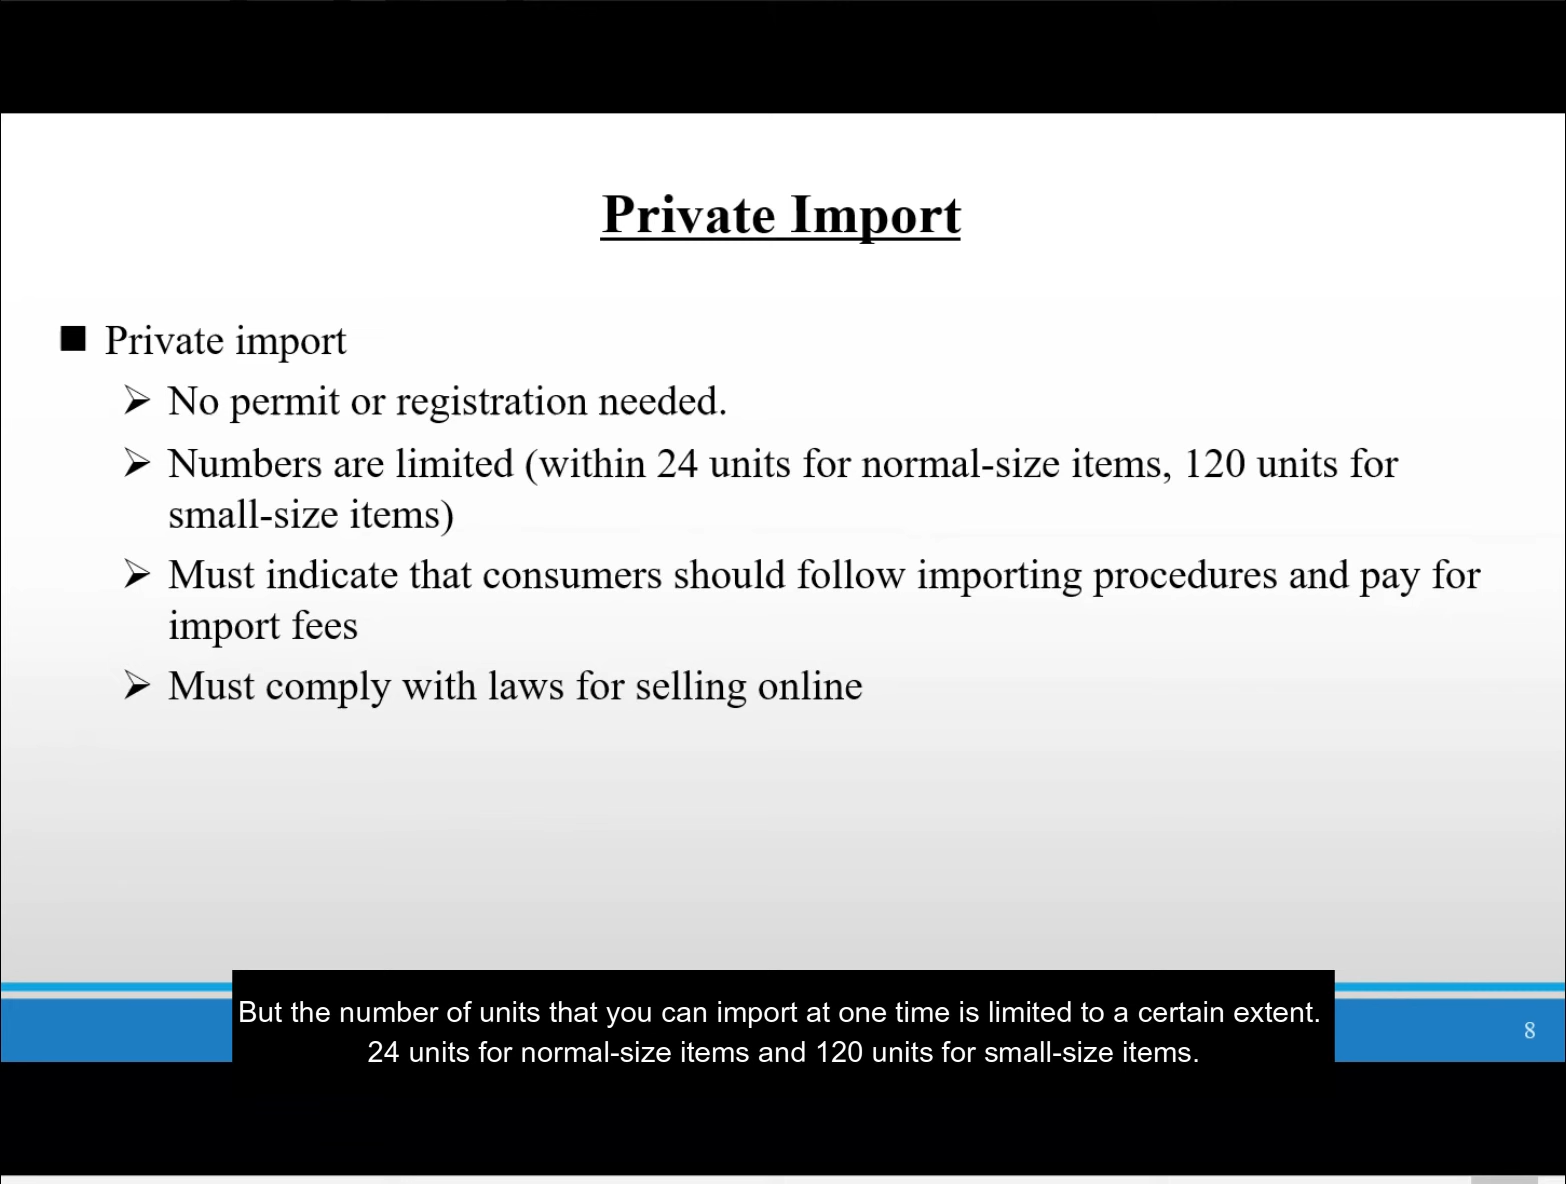 Private Import
Private import
No permit or registration needed.
Numbers are limited (within 24 units for normal-size items, 120 units for
small-size items)
Must indicate that consumers should follow importing procedures and pay for
import fees
Must comply with laws for selling online
But the number of units that you can import at one time is limited to a certain extent.
24 units for normal-size items and 120 units for small-size items.
8